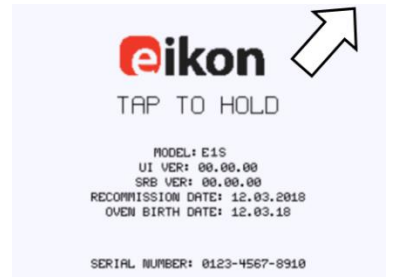 eikon
TAP TO HOLD
MODEL: E1S
UI VER: 00.00.00
SRB VER: 00.00.00
RECOMMISSION DATE: 12.03.2018
OVEN BIRTH DATE: 12.03.18
SERIAL NUMBER: 0123-4567-8910